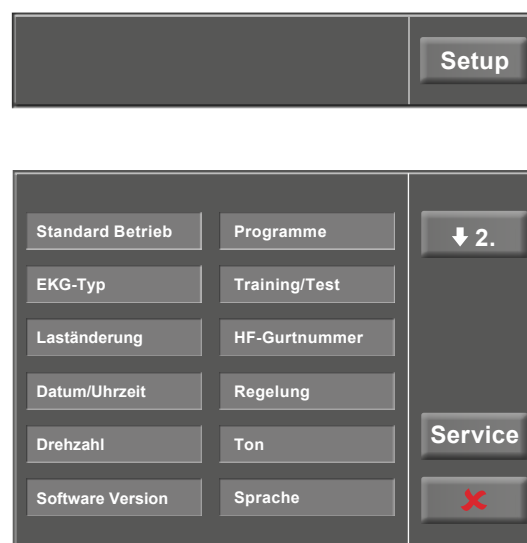 Setup
Standard Betrieb
Programme
2.
EKG-Typ
Training/Test
Laständerung
HF-Gurtnummer
Datum/Uhrzeit
Regelung
Drehzahl
Ton
Service
Software Version
Sprache